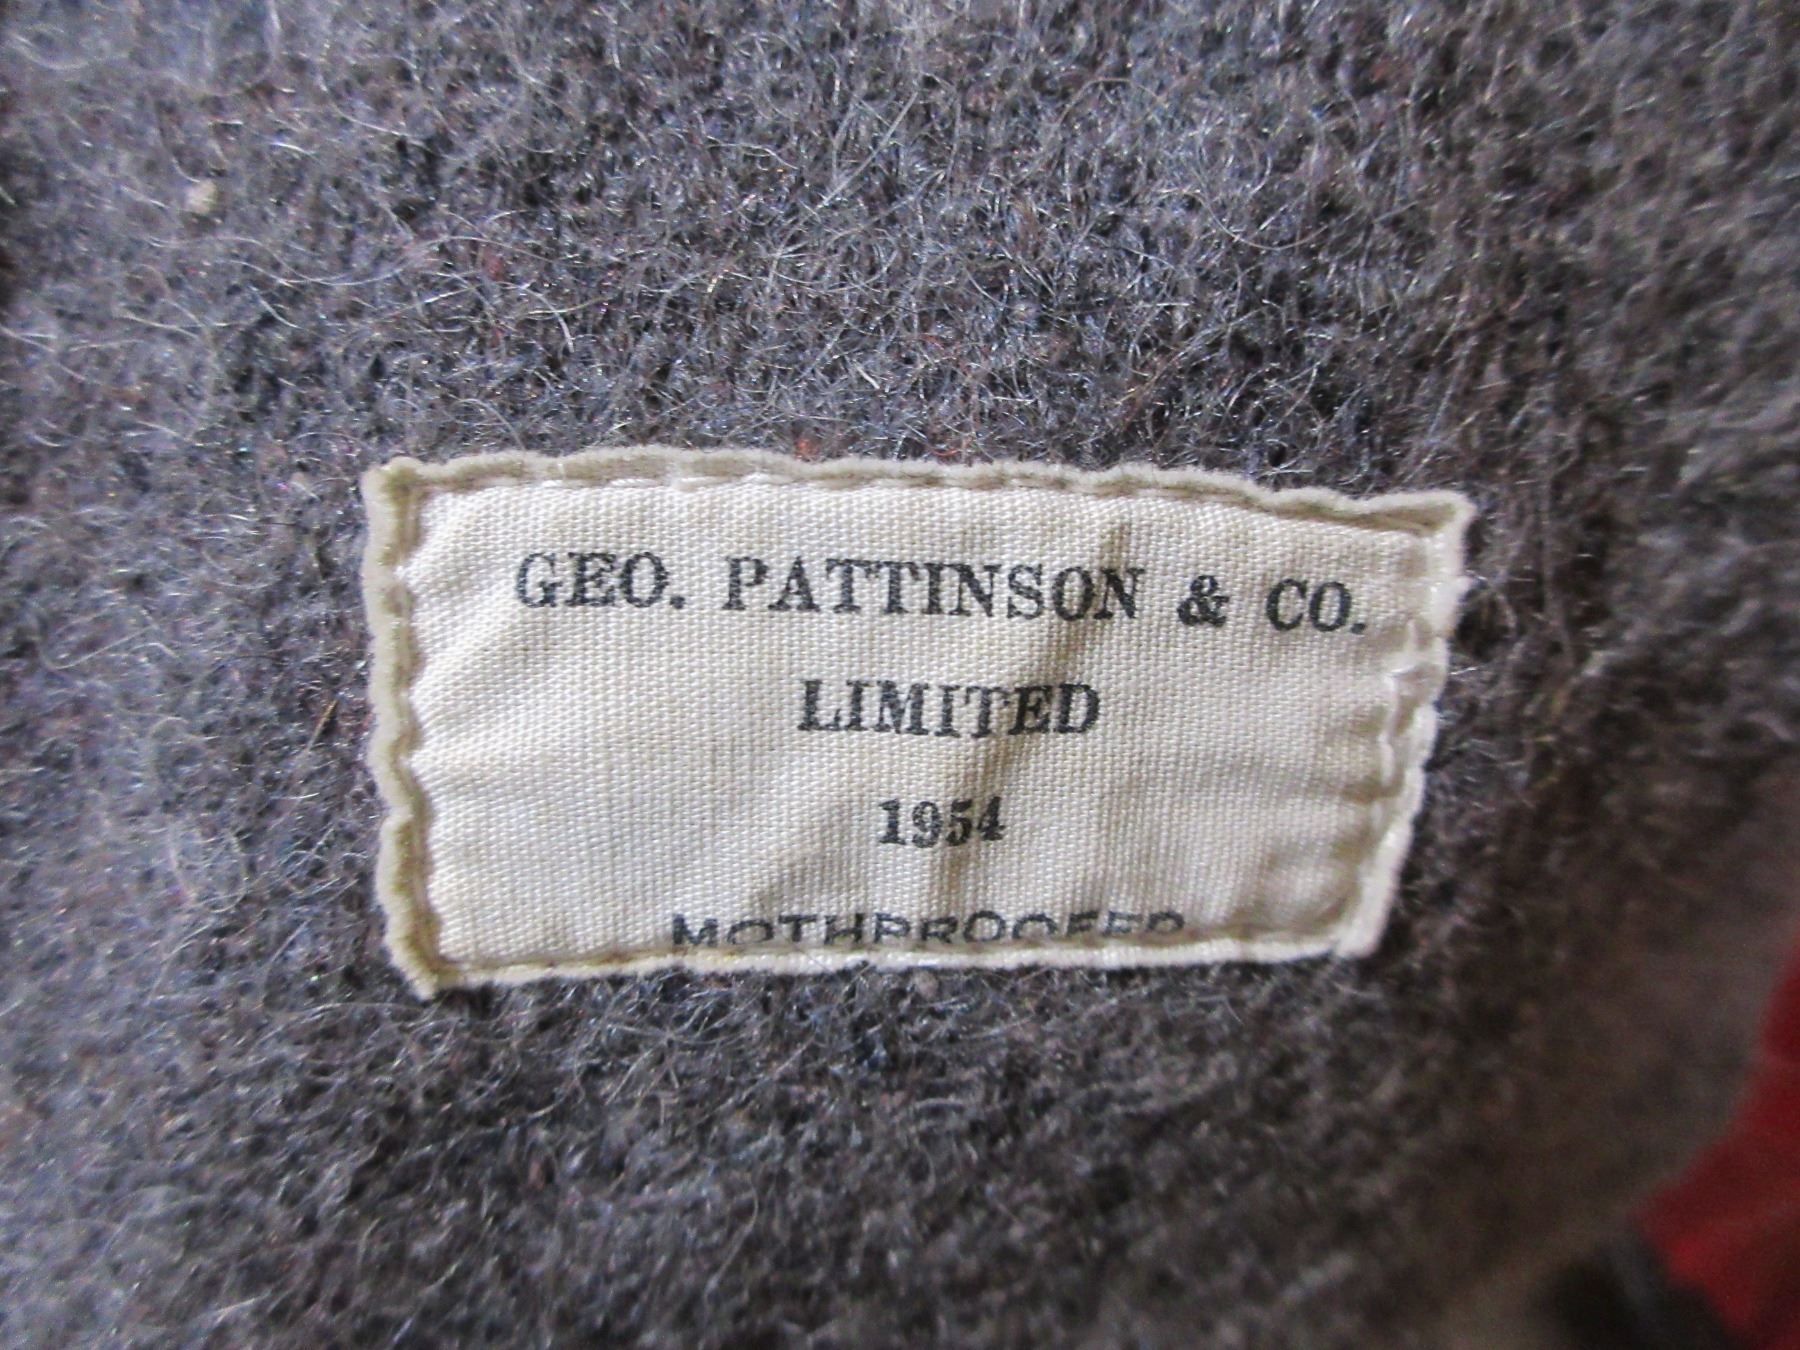 GEO. PATTINSON & CO.
LIMITED
1954
MOTHPROOFED